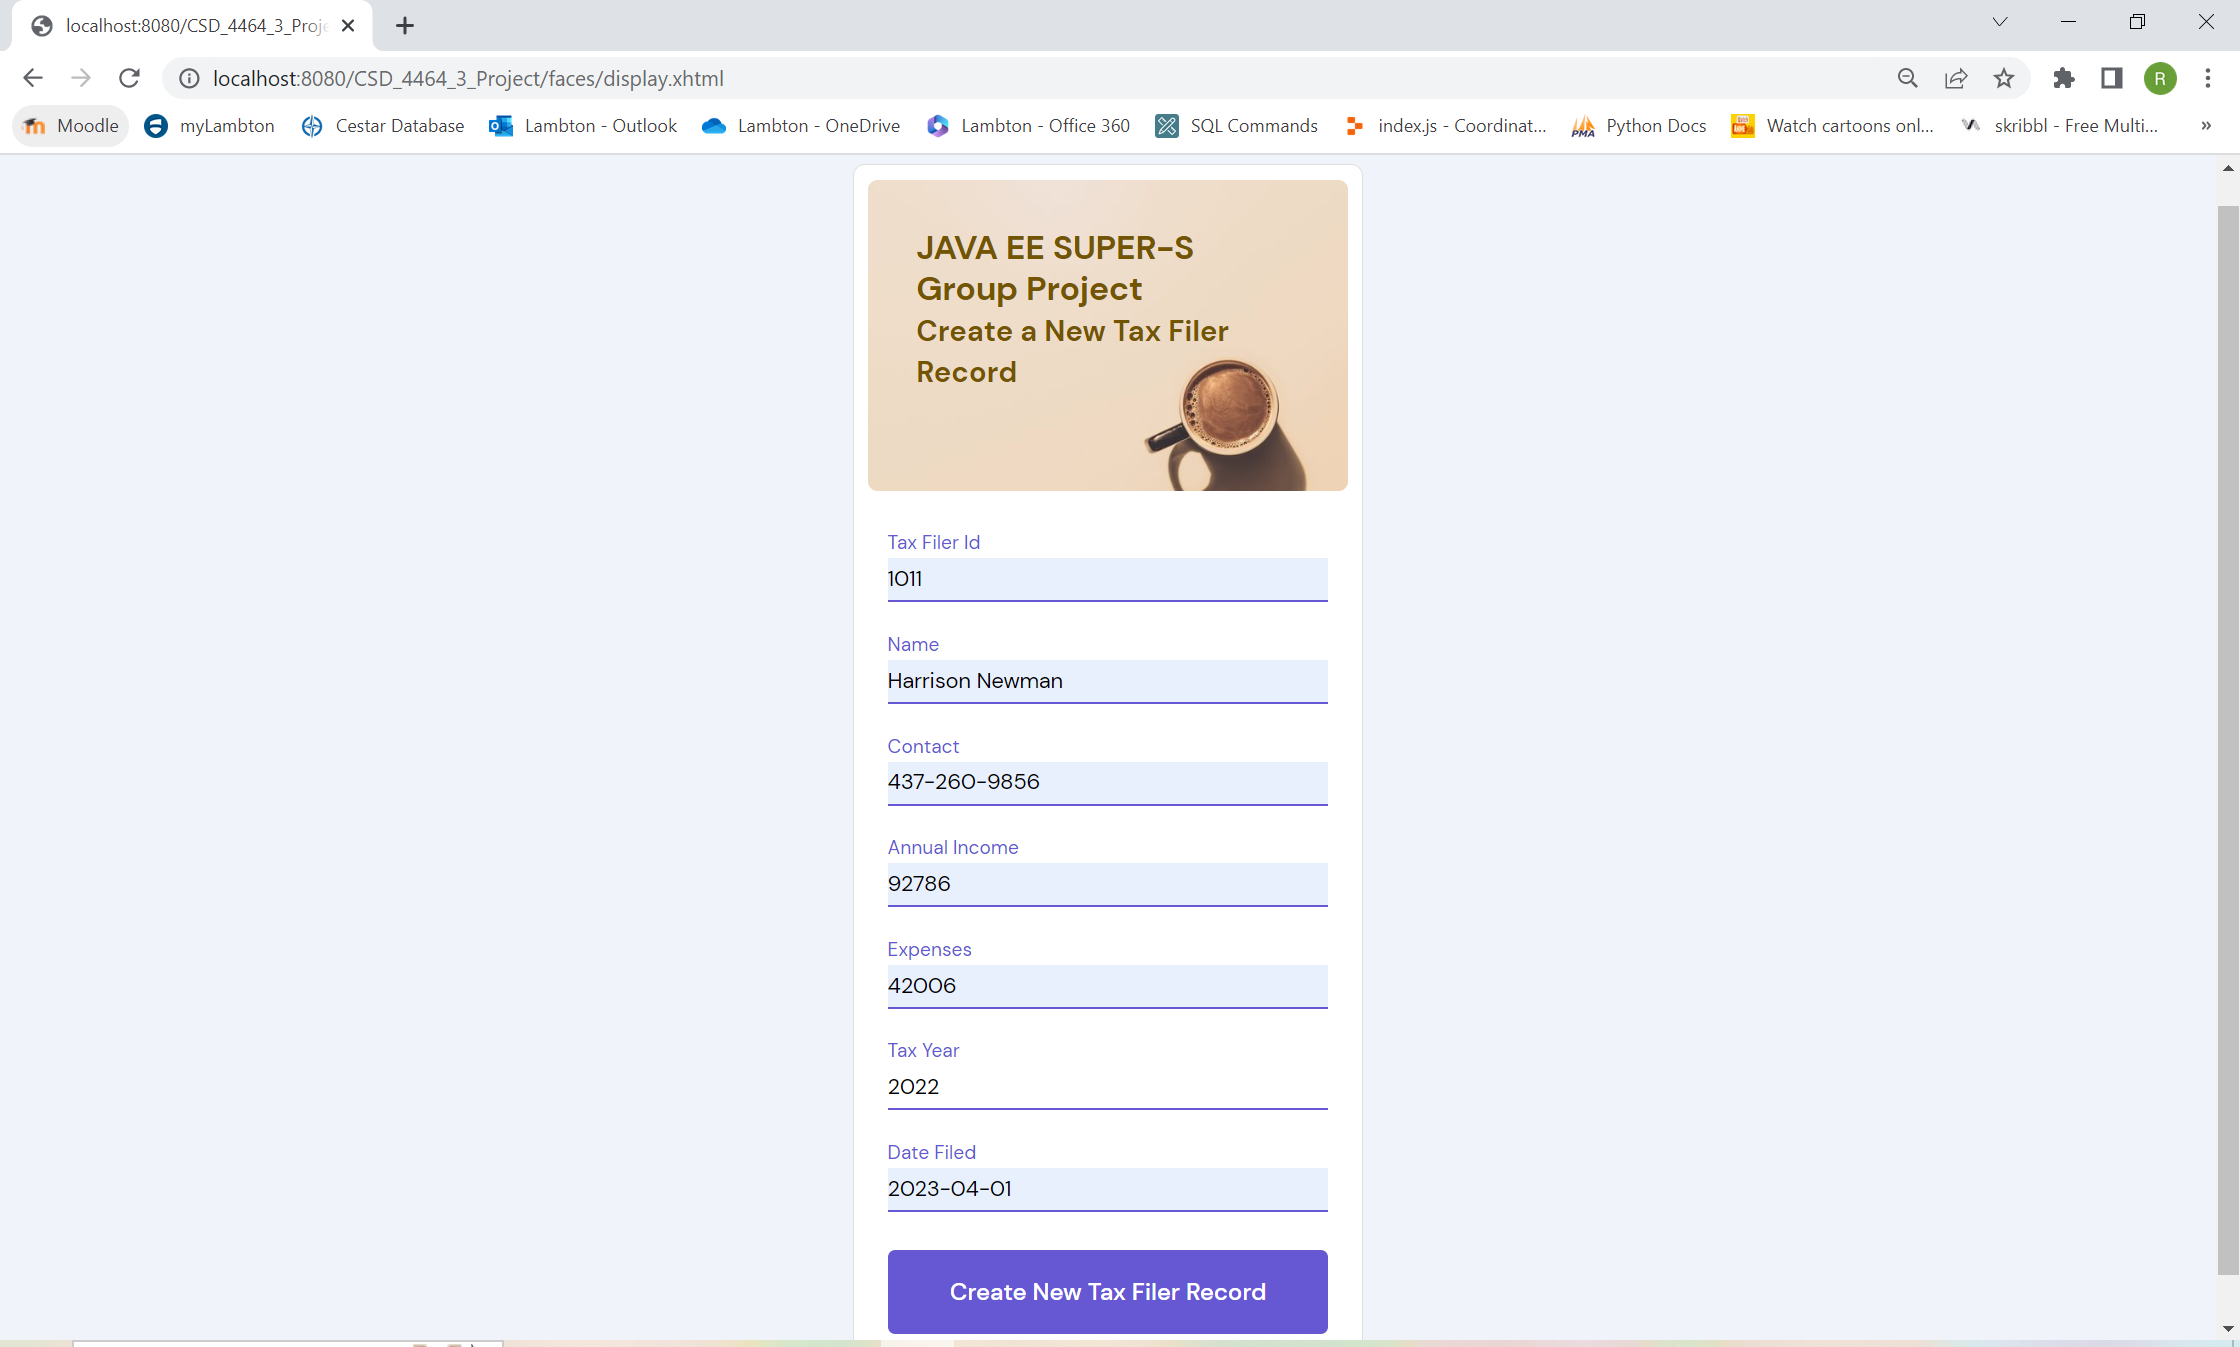 localhost:8080/CSD_4464_3_Proje
localhost:8080/CSD_4464_3_Project/faces/display.xhtml
R
Moodle
myLambton
Cestar Database
Lambton - Outlook
Lambton - OneDrive
Lambton - Office 360
SQL Commands
index.js - Coordinat...
PMA
Python Docs
Watch cartoons onl...
skribbl - Free Multi...
»
JAVA EE SUPER-S
Group Project
Create a New Tax Filer
Record
Tax Filer Id
1011
Name
Harrison Newman
Contact
437-260-9856
Annual Income
92786
Expenses
42006
Tax Year
2022
Date Filed
2023-04-01
Create New Tax Filer Record